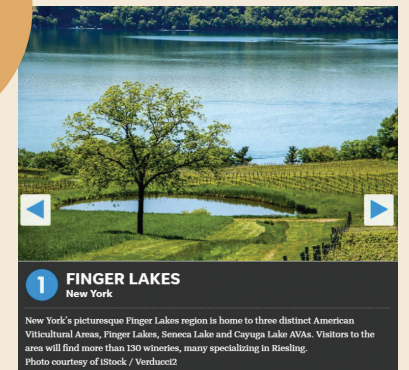 1
FINGER LAKES
New York
New York's picturesque Finger Lakes region is home to three distinct American
Viticultural Areas, Finger Lakes, Seneca Lake and Cayuga Lake AVAs. Visitors to the
area will find more than 130 wineries, many specializing in Riesling.
Photo courtesy of iStock / Verducci2